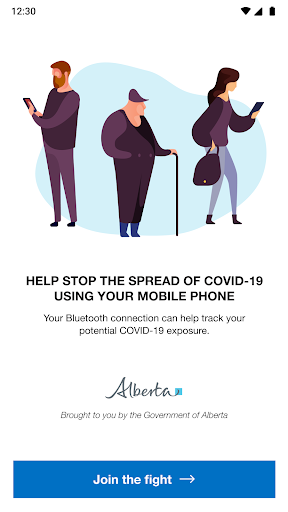 12:30
HELP STOP THE SPREAD OF COVID-19
USING YOUR MOBILE PHONE
Your Bluetooth connection can help track your
potential COVID-19 exposure.
Alberta
Brought to you by the Government of Alberta
Join the fight →